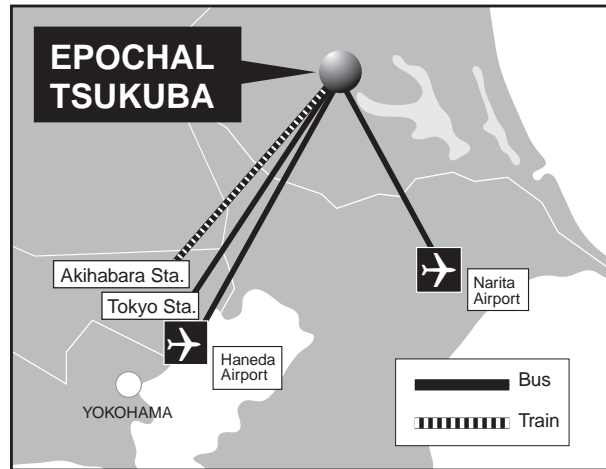 EPOCHAL
TSUKUBA
Akihabara Sta.
Tokyo Sta.
Narita
Airport
Haneda
Airport
YOKOHAMA
Bus
Train